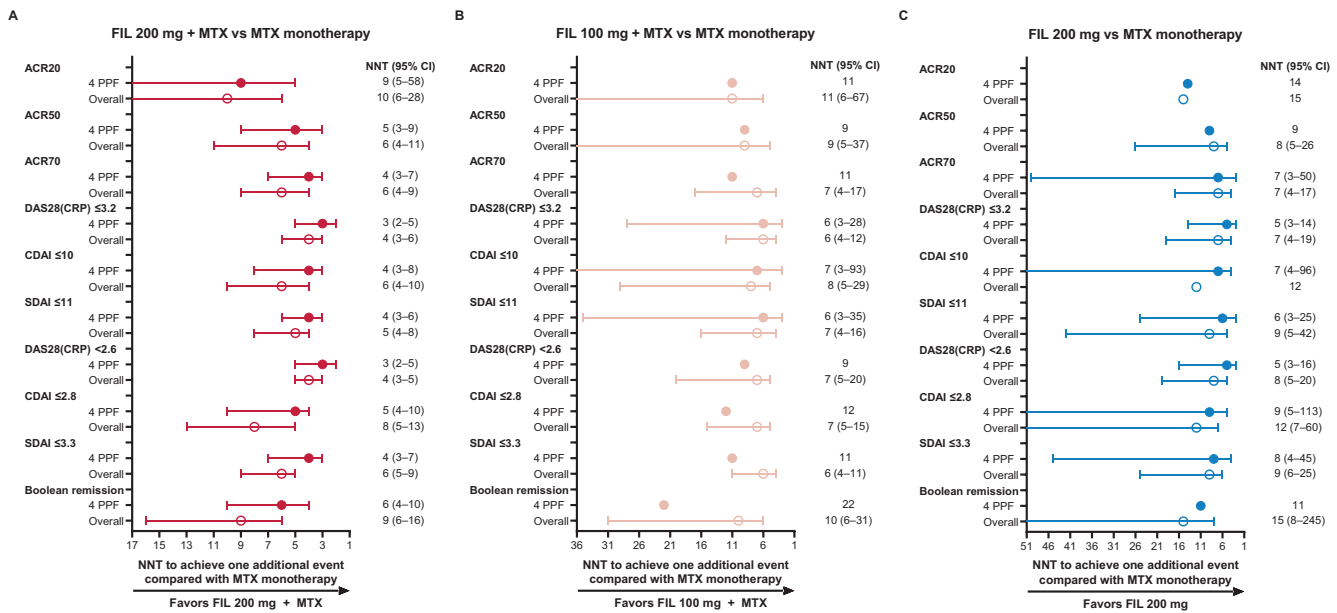 A
FIL 200 mg + MTX vs MTX monotherapy
NNT (95% CI)
ACR20
4 PPF 9 (5–58)
Overall 10 (6–28)
ACR50
4 PPF 5 (3–9)
Overall 6 (4–11)
ACR70
4 PPF 4 (3–7)
Overall 6 (4–9)
DAS28(CRP) ≤3.2
4 PPF 3 (2–5)
Overall 4 (3–6)
CDAI ≤10
4 PPF 4 (3–8)
Overall 6 (4–10)
SDAI ≤11
4 PPF 4 (3–6)
Overall 5 (4–8)
DAS28(CRP) <2.6
4 PPF 3 (2–5)
Overall 4 (3–5)
CDAI ≤2.8
4 PPF 5 (4–10)
Overall 8 (5–13)
SDAI ≤3.3
4 PPF 4 (3–7)
Overall 6 (5–9)
Boolean remission
4 PPF 6 (4–10)
Overall 9 (6–16)
17 15 13 11 9 7 5 3 1
NNT to achieve one additional event
compared with MTX monotherapy
Favors FIL 200 mg + MTX
B
FIL 100 mg + MTX vs MTX monotherapy
NNT (95% CI)
ACR20
4 PPF 11
Overall 11 (6–67)
ACR50
4 PPF 9
Overall 9 (5–37)
ACR70
4 PPF 11
Overall 7 (4–17)
DAS28(CRP) ≤3.2
4 PPF 6 (3–28)
Overall 6 (4–12)
CDAI ≤10
4 PPF 7 (3–93)
Overall 8 (5–29)
SDAI ≤11
4 PPF 6 (3–35)
Overall 7 (4–16)
DAS28(CRP) <2.6
4 PPF 9
Overall 7 (5–20)
CDAI ≤2.8
4 PPF 12
Overall 7 (5–15)
SDAI ≤3.3
4 PPF 11
Overall 6 (4–11)
Boolean remission
4 PPF 22
Overall 10 (6–31)
36 31 26 21 16 11 6 1
NNT to achieve one additional event
compared with MTX monotherapy
Favors FIL 100 mg + MTX
C
FIL 200 mg vs MTX monotherapy
NNT (95% CI)
ACR20
4 PPF 14
Overall 15
ACR50
4 PPF 9
Overall 8 (5-26
ACR70
4 PPF 7 (3–50)
Overall 7 (4–17)
DAS28(CRP) ≤3.2
4 PPF 5 (3–14)
Overall 7 (4–19)
CDAI ≤10
4 PPF 7 (4–96)
Overall 12
SDAI ≤11
4 PPF 6 (3–25)
Overall 9 (5–42)
DAS28(CRP) <2.6
4 PPF 5 (3–16)
Overall 8 (5–20)
CDAI ≤2.8
4 PPF 9 (5–113)
Overall 12 (7–60)
SDAI ≤3.3
4 PPF 8 (4–45)
Overall 9 (6–25)
Boolean remission
4 PPF 11
Overall 15 (8–245)
51 46 41 36 31 26 21 16 11 6 1
NNT to achieve one additional event
compared with MTX monotherapy
Favors FIL 200 mg